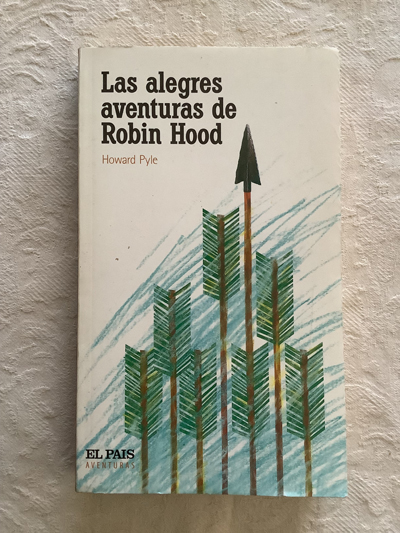 Las alegres
aventuras de
Robin Hood
Howard Pyle
EL PAIS
AVENTURAS